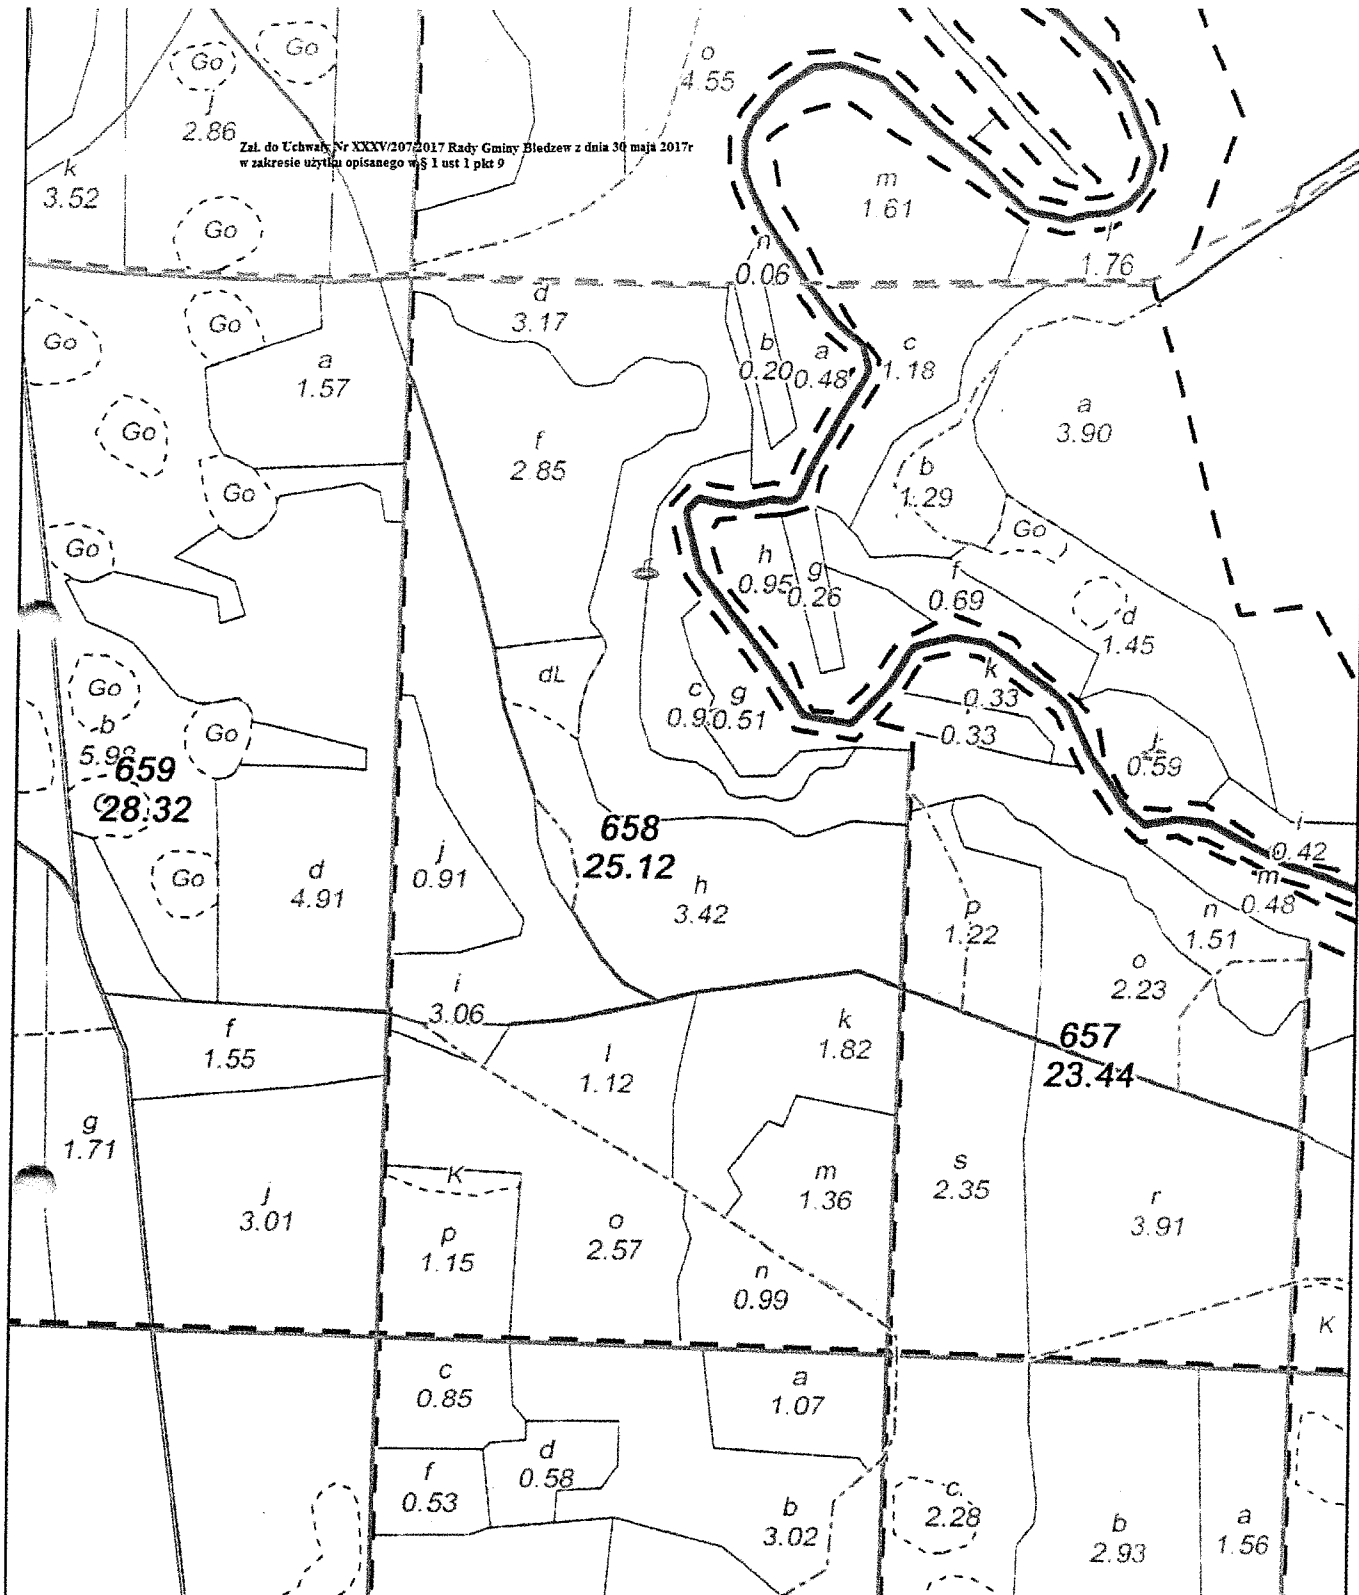 Go
Go
o
4.55
j
2.86
Zał. do Uchwały Nr XXXV/207/2017 Rady Gminy Bledzew z dnia 30 maja 2017r
w zakresie użytku opisanego w § 1 ust 1 pkt 9
k
3.52
m
1.61
Go
n
0.06
1.76
d
3.17
Go
Go
a
1.57
b
0.20
a
0.48
c
1.18
a
3.90
Go
f
2.85
b
1.29
Go
Go
Go
h
0.95
g
0.26
f
0.69
d
1.45
r
dL
c
g
0.51
k
0.33
0.33
Go
b
Go
0.59
659
28.32
658
25.12
i
0.42
m
0.48
Go
d
4.91
j
0.91
h
3.42
p
1.22
n
1.51
o
2.23
i
3.06
f
1.55
l
1.12
k
1.82
657
23.44
g
1.71
j
3.01
K
p
1.15
o
2.57
m
1.36
s
2.35
r
3.91
n
0.99
K
c
0.85
a
1.07
f
0.53
d
0.58
b
3.02
c
2.28
b
2.93
a
1.56